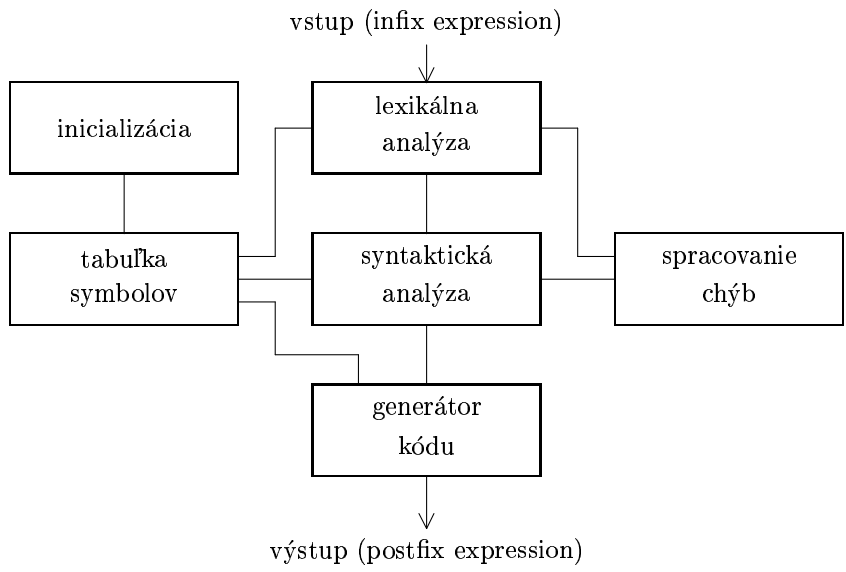 vstup (infix expression)
inicializácia
lexikálna
analýza
tabuľka
symbolov
syntaktická
analýza
spracovanie
chýb
generátor
kódu
výstup (postfix expression)